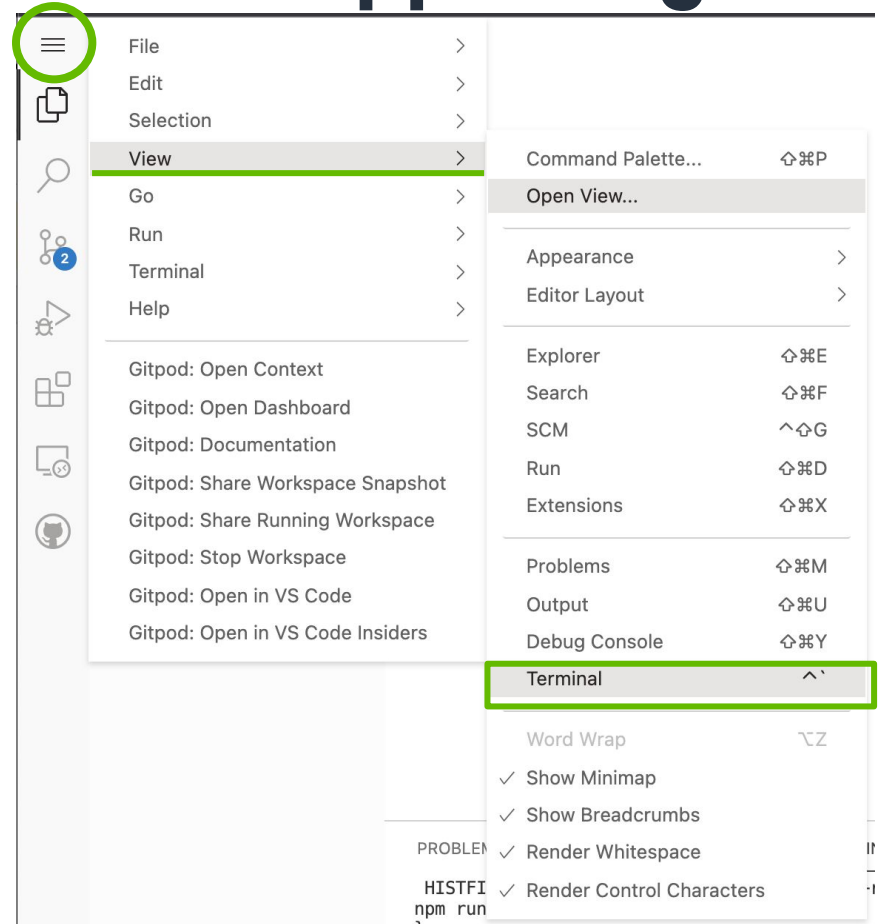 File
Edit
Selection
View
Go
Run
Terminal
Help
Gitpod: Open Context
Gitpod: Open Dashboard
Gitpod: Documentation
Gitpod: Share Workspace Snapshot
Gitpod: Share Running Workspace
Gitpod: Stop Workspace
Gitpod: Open in VS Code
Gitpod: Open in VS Code Insiders
2
Command Palette... ⇧⌘P
Open View...
Appearance
Editor Layout
Explorer ⇧⌘E
Search ⇧⌘F
SCM ^⇧G
Run ⇧⌘D
Extensions ⇧⌘X
Problems ⇧⌘M
Output ⇧⌘U
Debug Console ⇧⌘Y
Terminal ^`
Word Wrap ⌥Z
✓ Show Minimap
✓ Show Breadcrumbs
✓ Render Whitespace
✓ Render Control Characters
PROBLEM
HISTFI
npm run